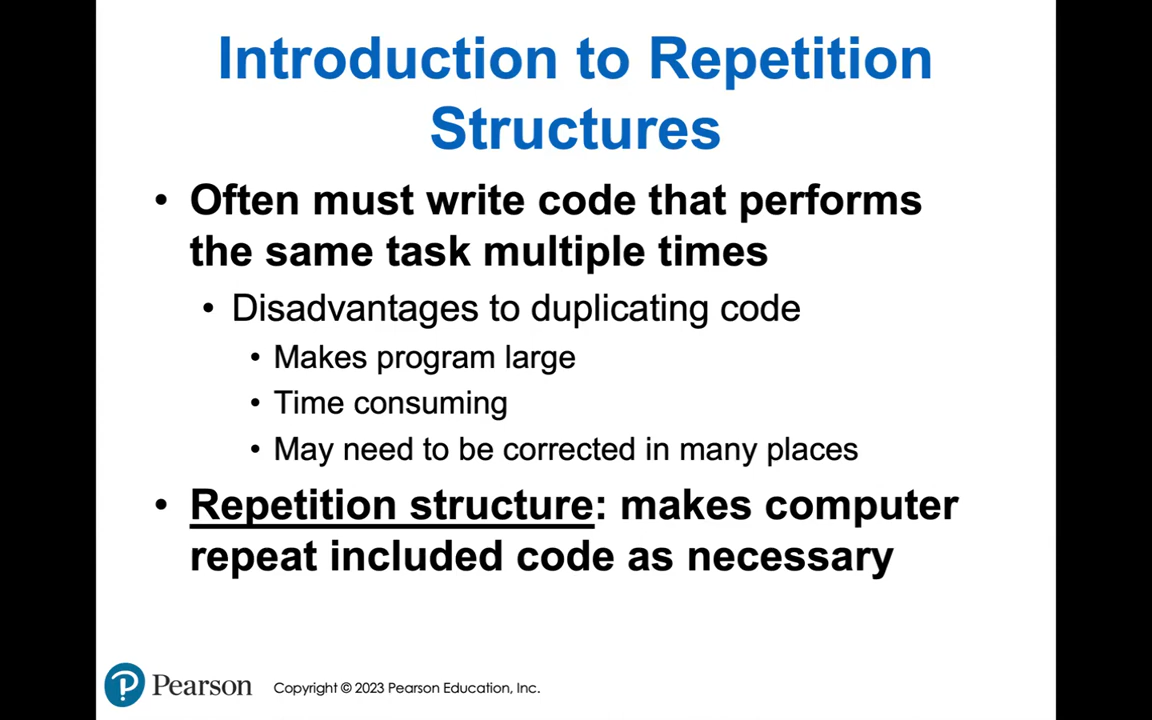 Introduction to Repetition
Structures
• Often must write code that performs
the same task multiple times
• Disadvantages to duplicating code
• Makes program large
• Time consuming
• May need to be corrected in many places
• Repetition structure: makes computer
repeat included code as necessary
P Pearson Copyright © 2023 Pearson Education, Inc.